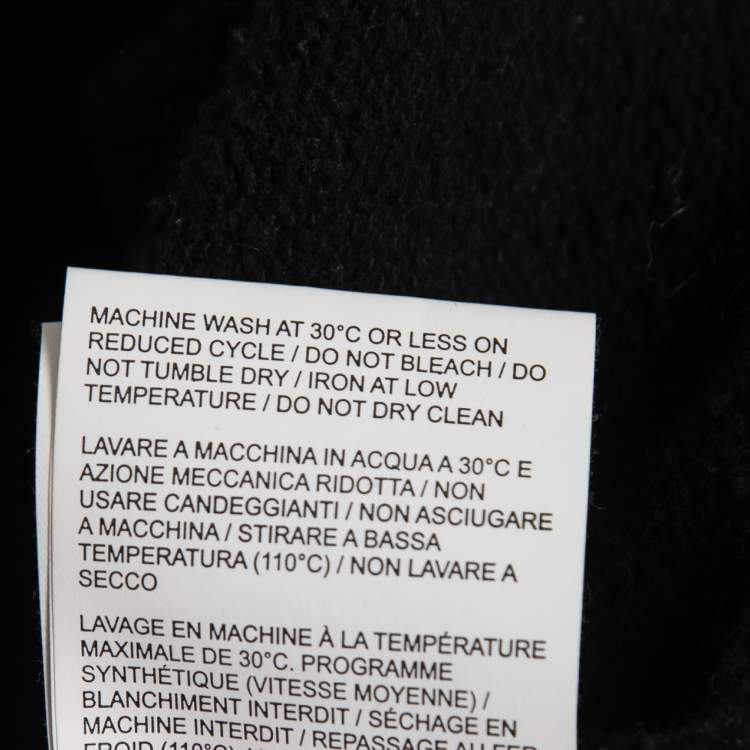 MACHINE WASH AT 30°C OR LESS ON
REDUCED CYCLE / DO NOT BLEACH / DO
NOT TUMBLE DRY / IRON AT LOW
TEMPERATURE / DO NOT DRY CLEAN
LAVARE A MACCHINA IN ACQUA A 30°C E
AZIONE MECCANICA RIDOTTA / NON
USARE CANDEGGIANTI / NON ASCIUGARE
A MACCHINA / STIRARE A BASSA
TEMPERATURA (110°C) / NON LAVARE A
SECCO
LAVAGE EN MACHINE À LA TEMPÉRATURE
MAXIMALE DE 30°C. PROGRAMME
SYNTHÉTIQUE (VITESSE MOYENNE) /
BLANCHIMENT INTERDIT / SÉCHAGE EN
MACHINE INTERDIT / REPASSAGE AU FER
FROID (110°C)